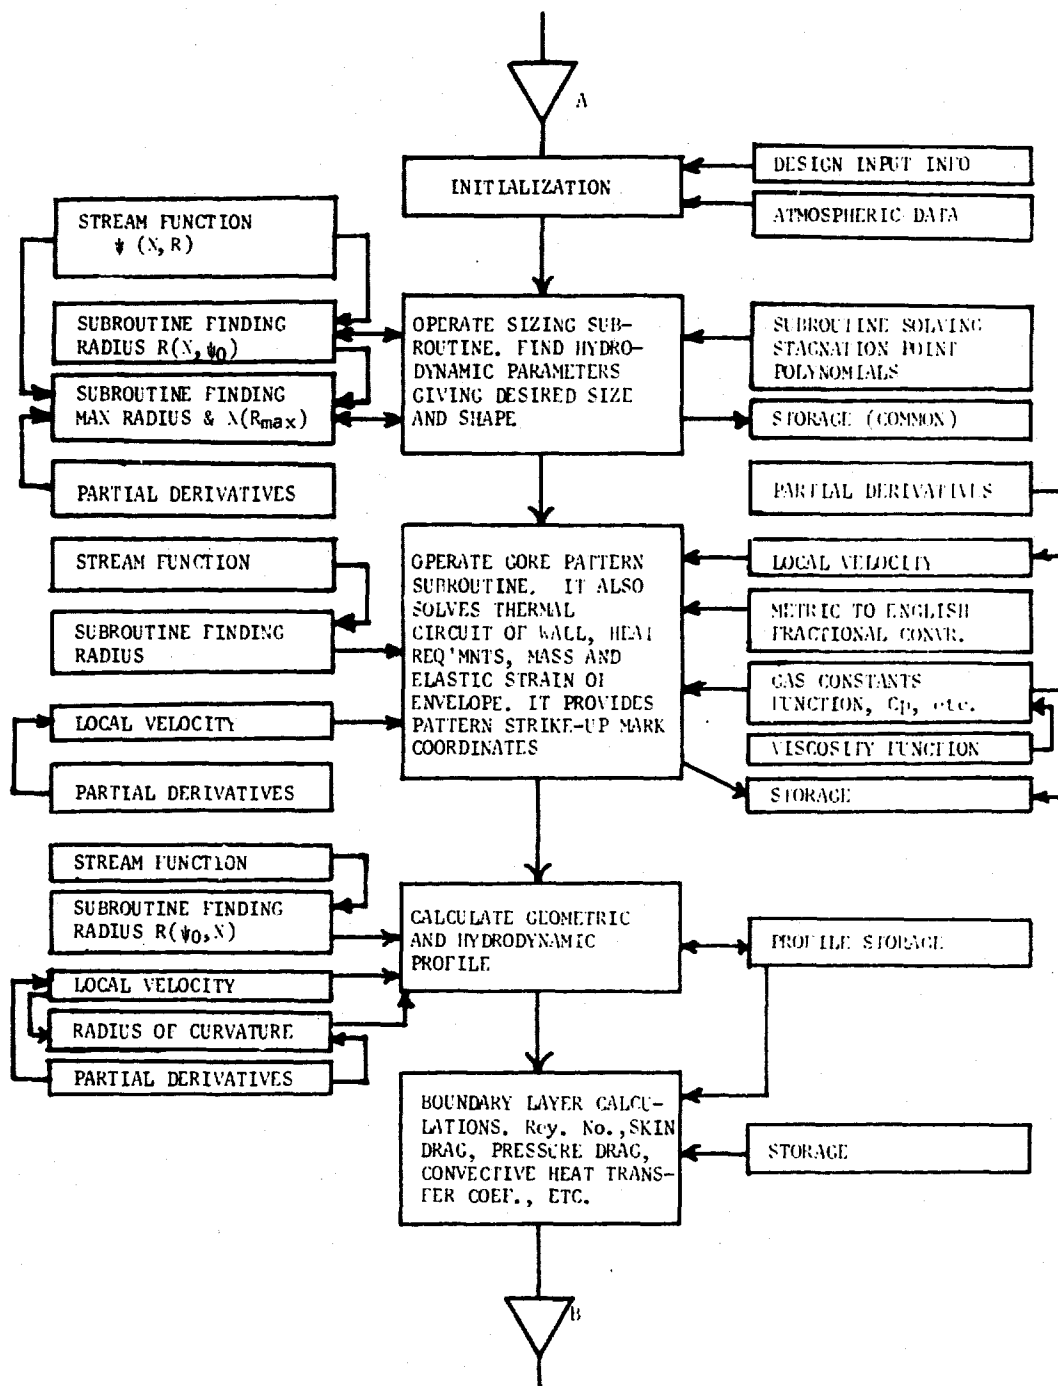 A
INITIALIZATION
DESIGN INPUT INFO
ATMOSPHERIC DATA
STREAM FUNCTION
ψ (X,R)
SUBROUTINE FINDING
RADIUS R(X,ψ0)
SUBROUTINE FINDING
MAX RADIUS & X(Rmax)
PARTIAL DERIVATIVES
OPERATE SIZING SUB-
ROUTINE. FIND HYDRO-
DYNAMIC PARAMETERS
GIVING DESIRED SIZE
AND SHAPE
SUBROUTINE SOLVING
STAGNATION POINT
POLYNOMIALS
STORAGE (COMMON)
PARTIAL DERIVATIVES
STREAM FUNCTION
SUBROUTINE FINDING
RADIUS
LOCAL VELOCITY
PARTIAL DERIVATIVES
OPERATE GORE PATTERN
SUBROUTINE. IT ALSO
SOLVES THERMAL
CIRCUIT OF WALL, HEAT
REQ'MNTS, MASS AND
ELASTIC STRAIN OF
ENVELOPE. IT PROVIDES
PATTERN STRIKE-UP MARK
COORDINATES
LOCAL VELOCITY
METRIC TO ENGLISH
FRACTIONAL CONVR.
GAS CONSTANTS
FUNCTION, Cp, etc.
VISCOSITY FUNCTION
STORAGE
STREAM FUNCTION
SUBROUTINE FINDING
RADIUS R(ψ0,X)
LOCAL VELOCITY
RADIUS OF CURVATURE
PARTIAL DERIVATIVES
CALCULATE GEOMETRIC
AND HYDRODYNAMIC
PROFILE
PROFILE STORAGE
BOUNDARY LAYER CALCU-
LATIONS. Rey. No.,SKIN
DRAG, PRESSURE DRAG,
CONVECTIVE HEAT TRANS-
FER COEF., ETC.
STORAGE
B